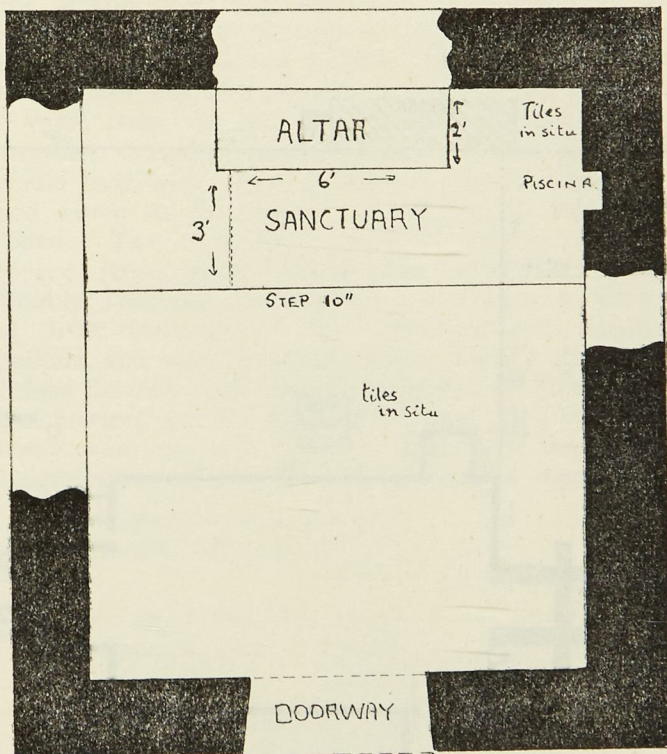 ALTAR
2'
Tiles
in situ
PISCINA
6'
3'
SANCTUARY
STEP 10"
tiles
in situ
DOORWAY